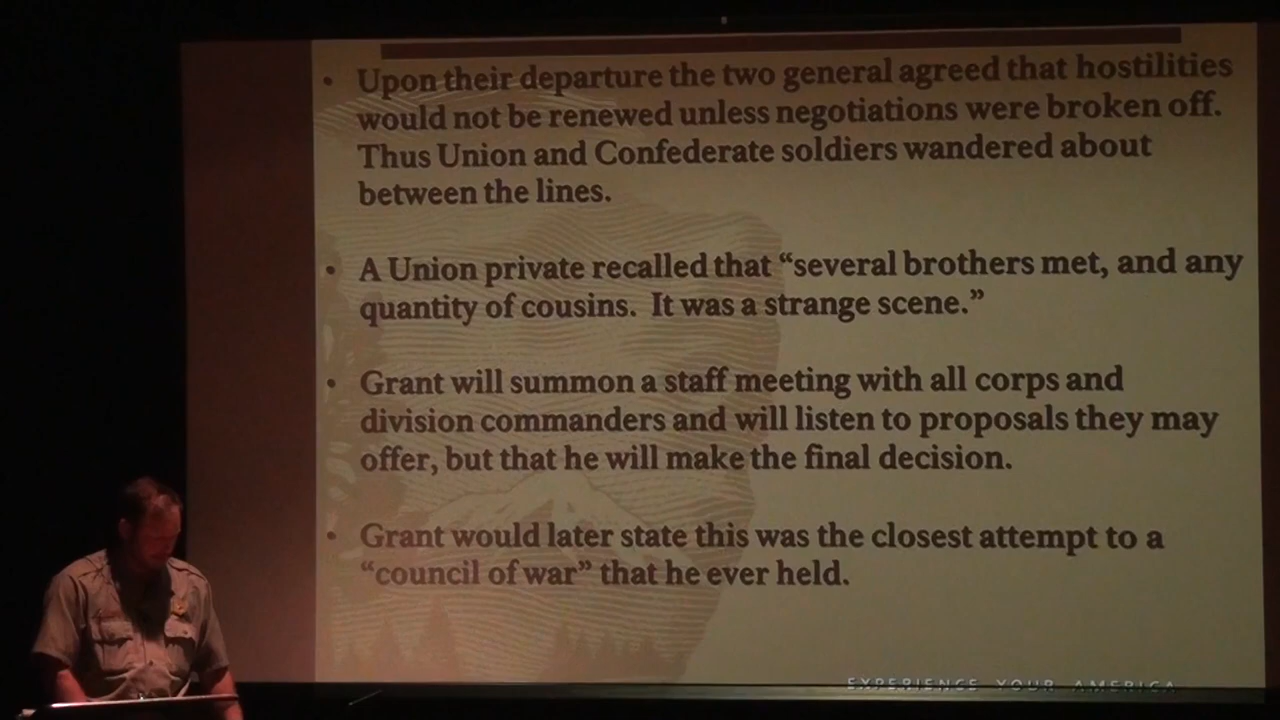 • Upon their departure the two general agreed that hostilities
would not be renewed unless negotiations were broken off.
Thus Union and Confederate soldiers wandered about
between the lines.
• A Union private recalled that “several brothers met, and any
quantity of cousins. It was a strange scene.”
• Grant will summon a staff meeting with all corps and
division commanders and will listen to proposals they may
offer, but that he will make the final decision.
• Grant would later state this was the closest attempt to a
“council of war” that he ever held.
EXPERIENCE YOUR AMERICA